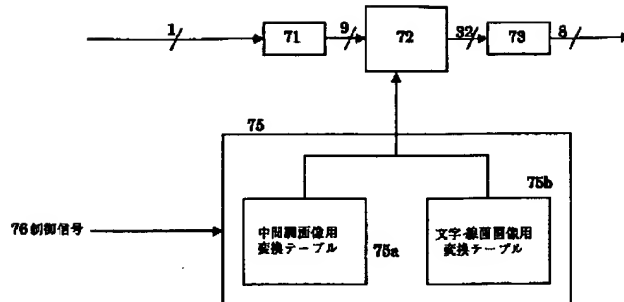 1
71
9
72
32
73
8
75
75b
中間調画像用
変換テーブル
75a
文字·線画画像用
変換テーブル
76制御信号